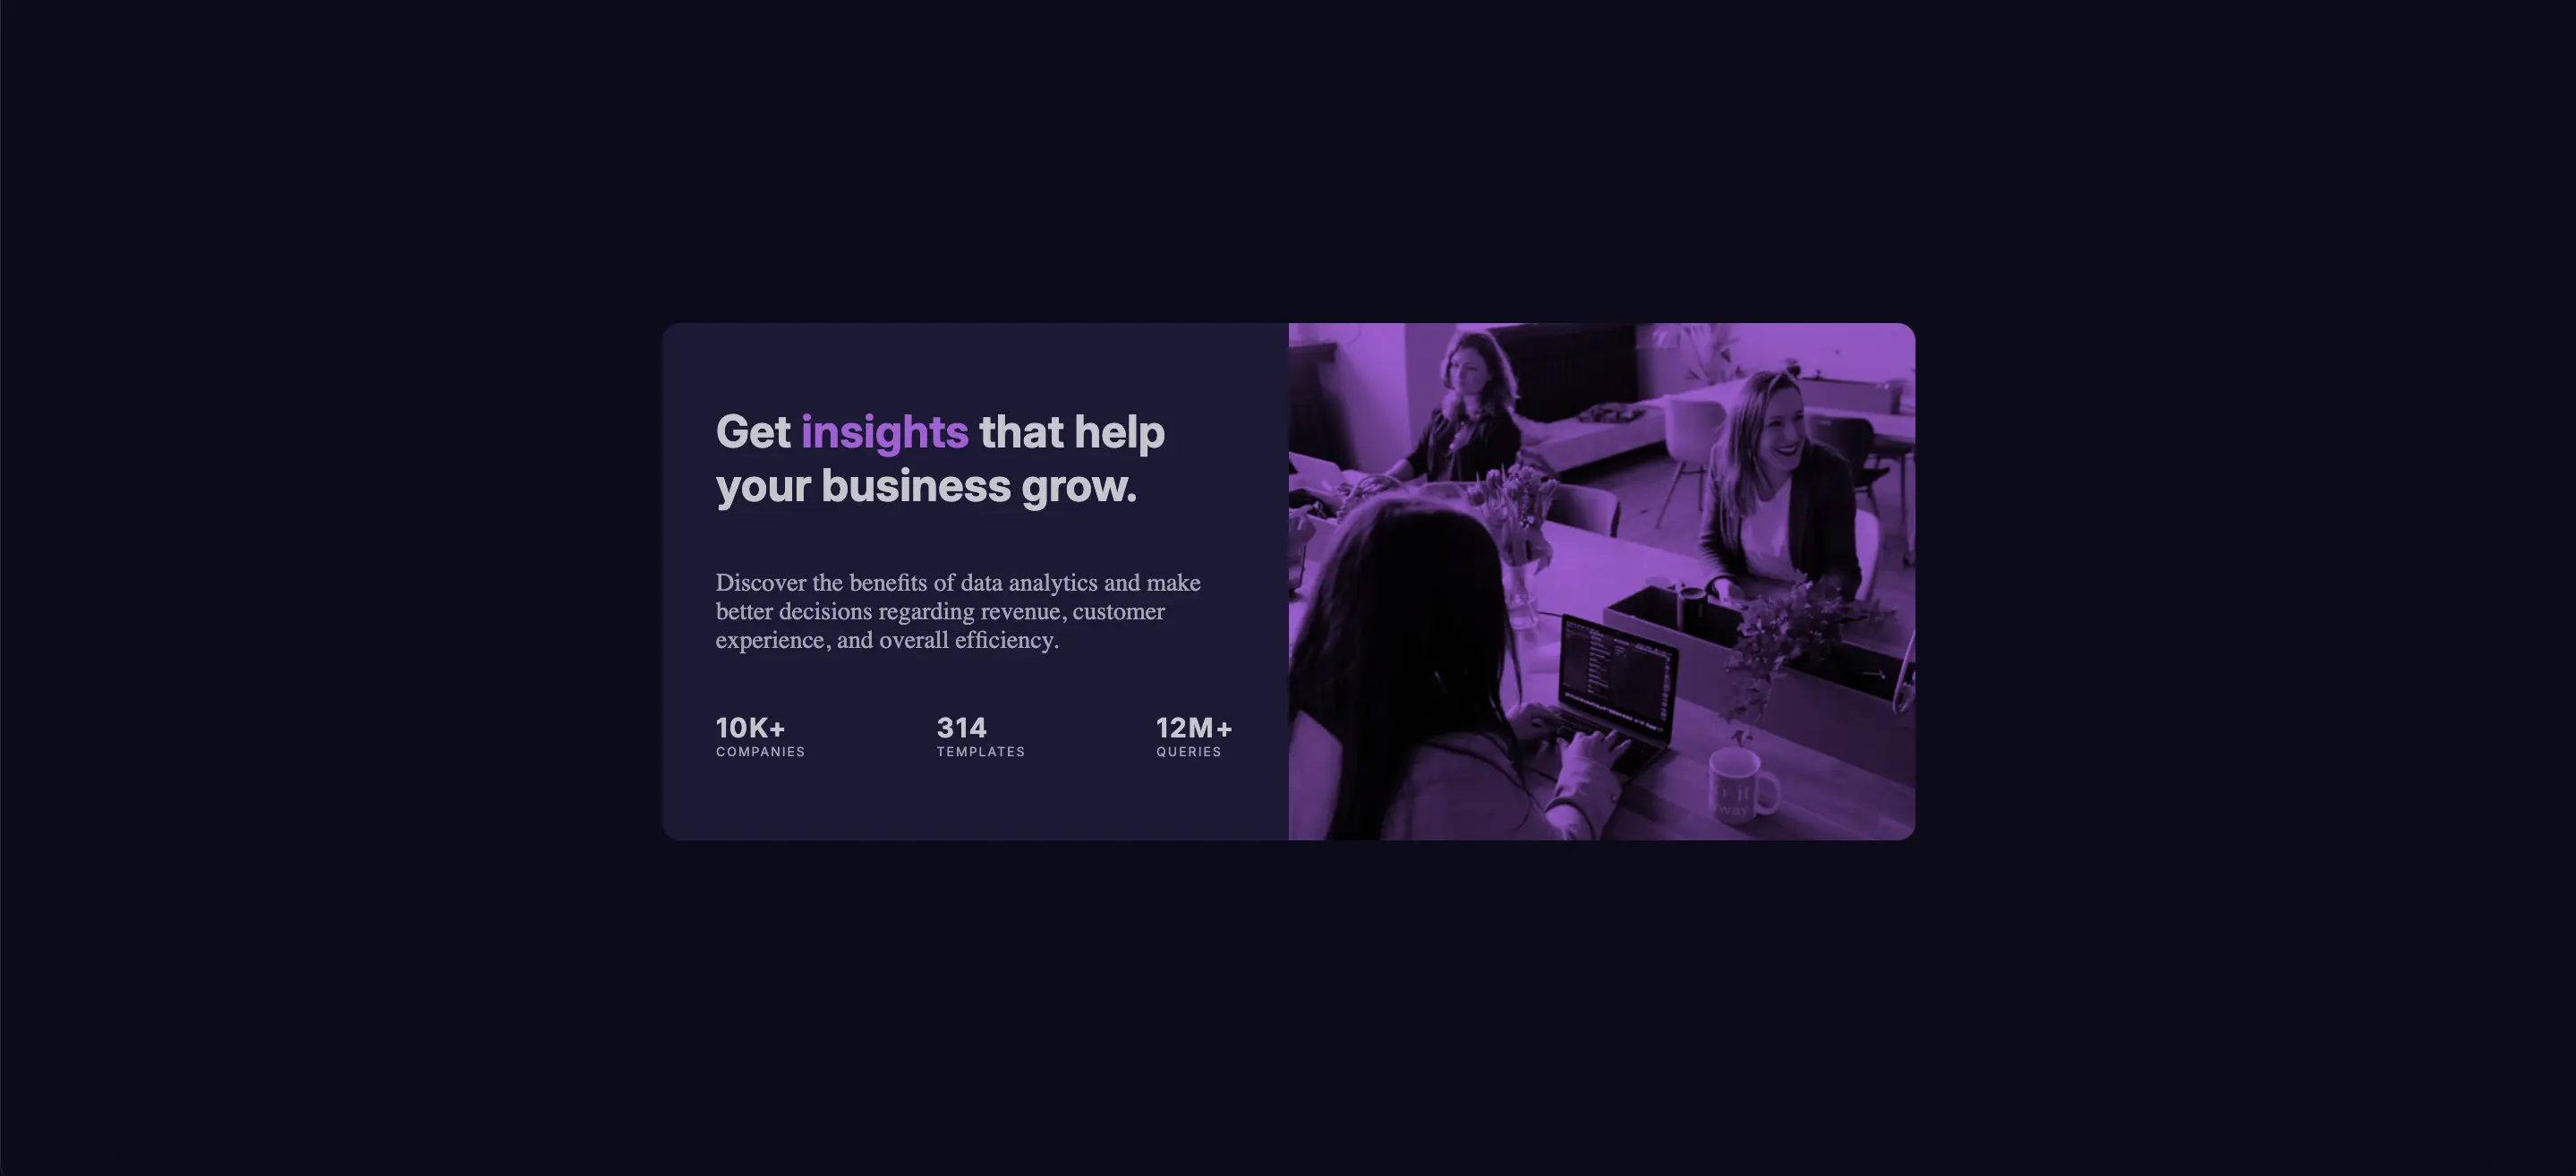 Get insights that help
your business grow.
Discover the benefits of data analytics and make
better decisions regarding revenue, customer
experience, and overall efficiency.
10K+
COMPANIES
314
TEMPLATES
12M+
QUERIES